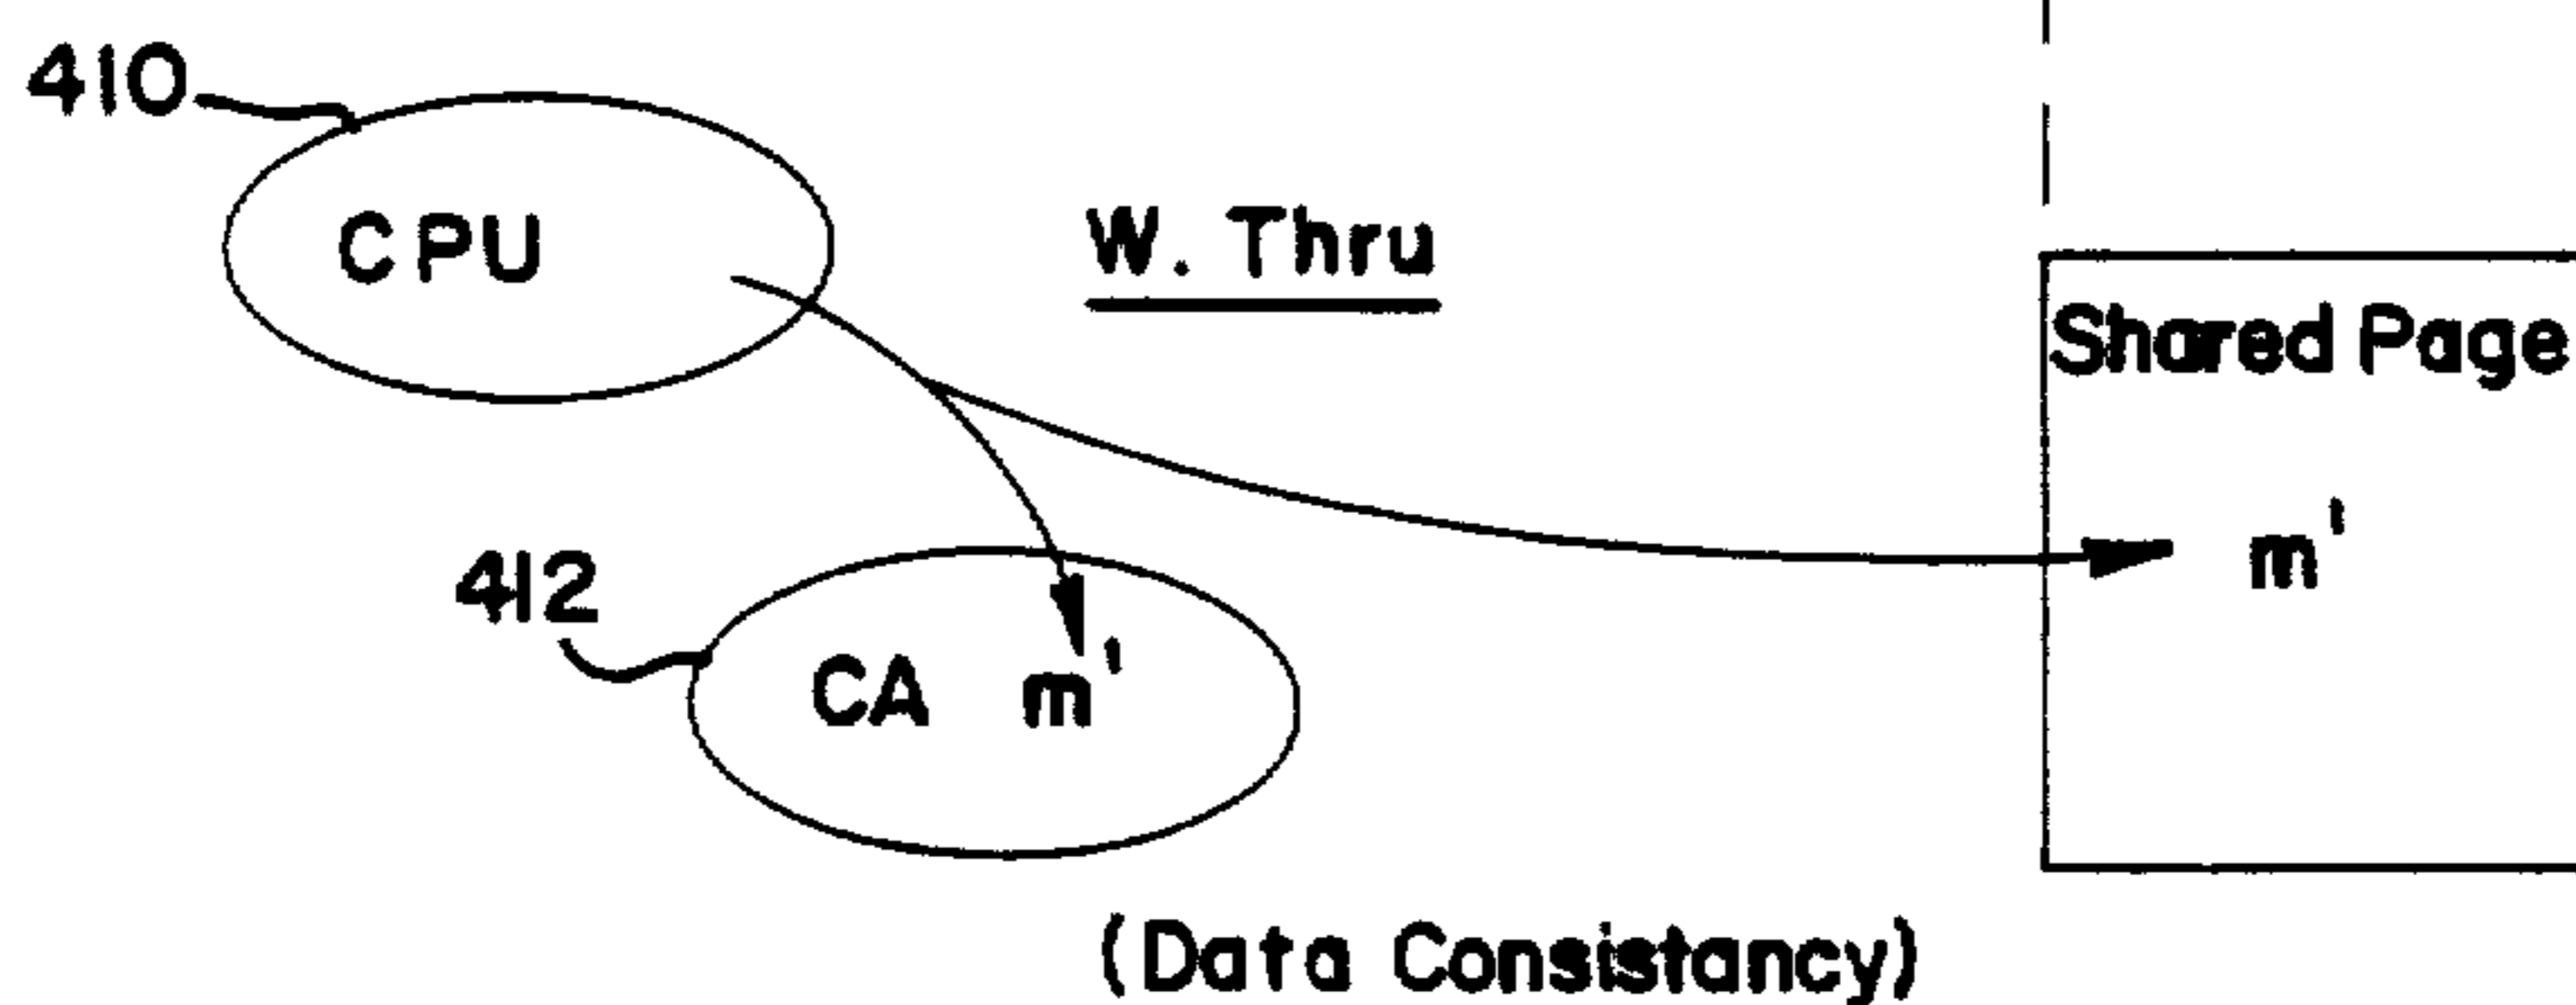 410
CPU
W. Thru
Shared Page
m'
412
CA m'
(Data Consistancy)